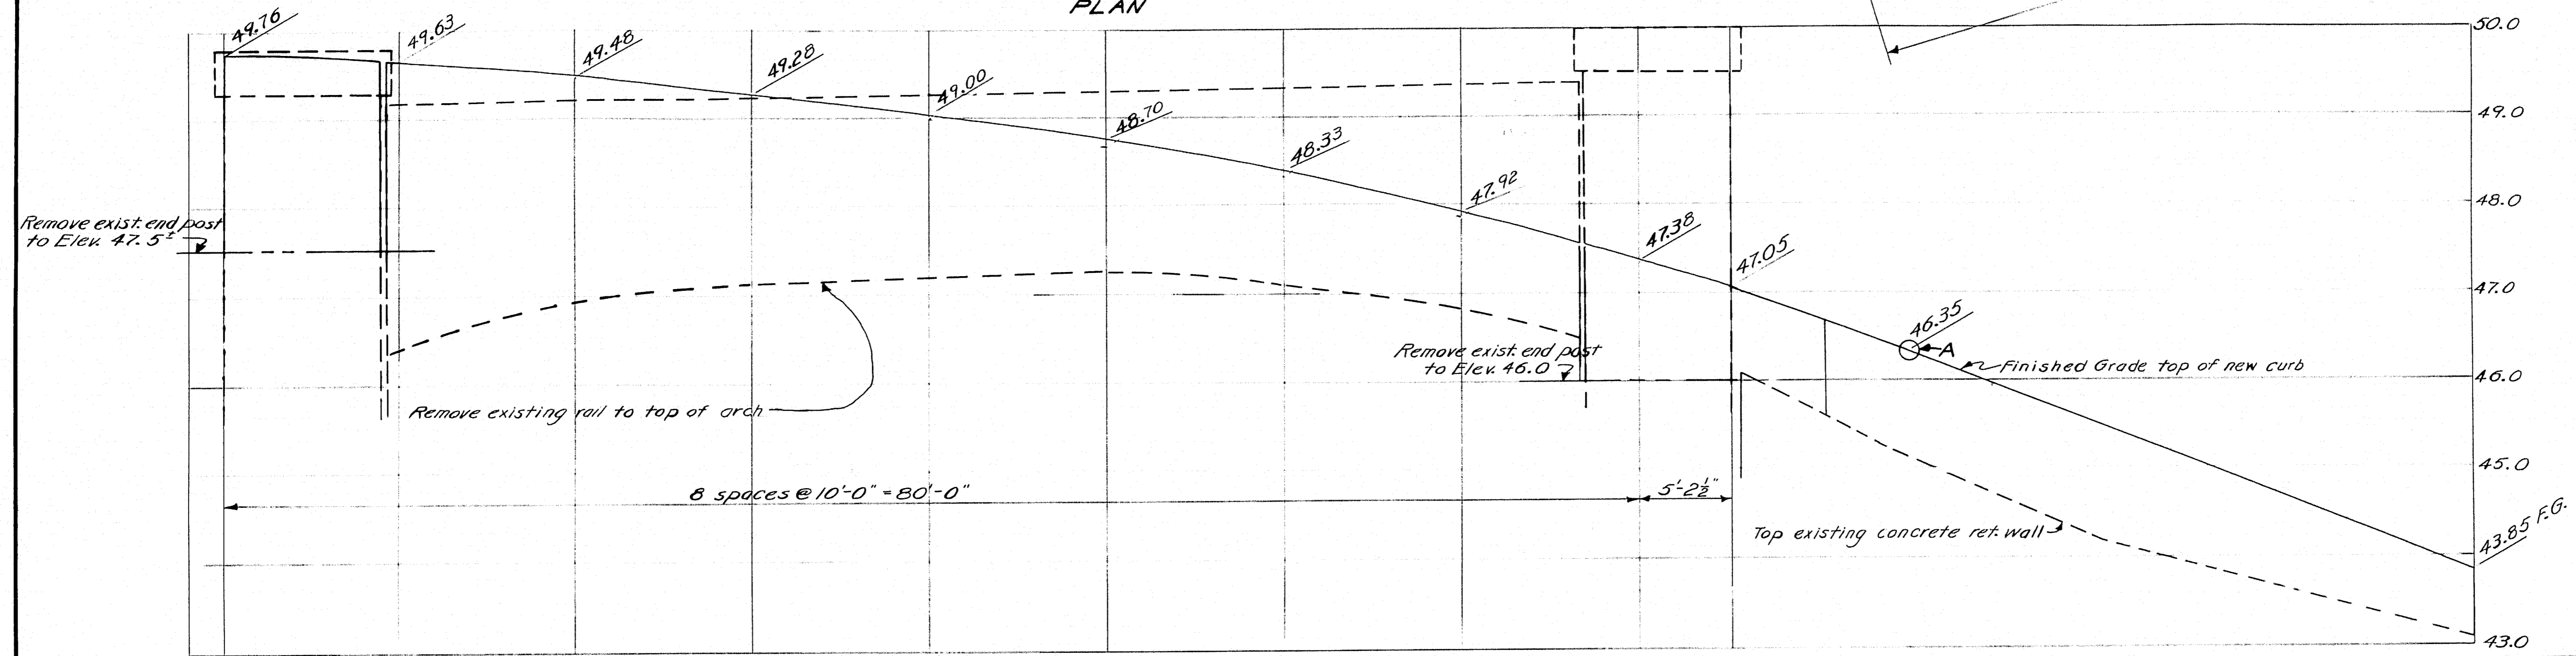 PLAN
49.76
49.63
49.48
49.28
49.00
48.70
48.33
47.92
47.38
47.05
46.35
A
43.85 F.G.
50.0
49.0
48.0
47.0
46.0
45.0
43.0
Remove exist. end post
to Elev. 47.5±
Remove existing rail to top of arch
Remove exist. end post
to Elev. 46.0
Finished Grade top of new curb
8 spaces @ 10'-0" = 80'-0"
5'-2½"
Top existing concrete ret. wall